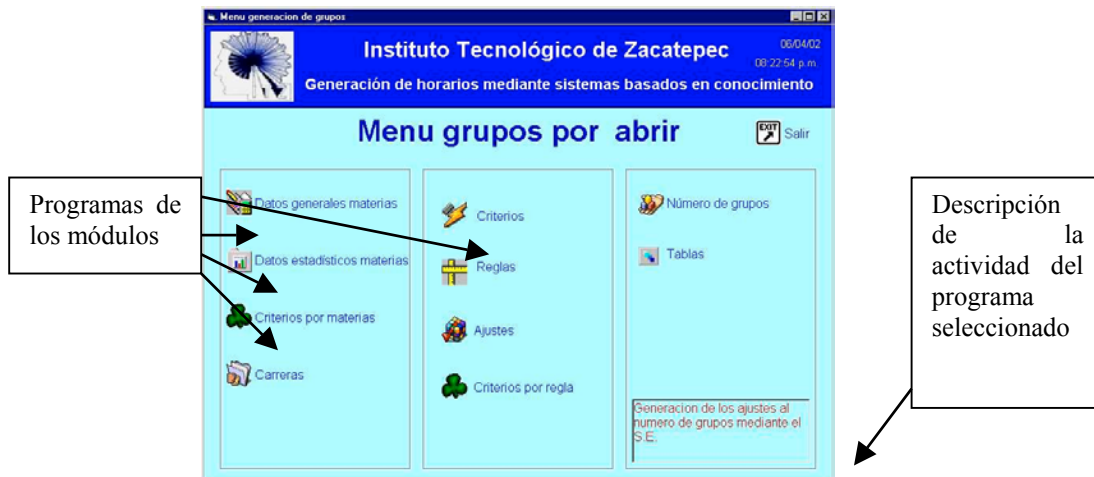 Menu generacion de grupos
Instituto Tecnológico de Zacatepec
06/04/02
08:22:54 p.m.
Generación de horarios mediante sistemas basados en conocimiento
Menu grupos por abrir
EXIT
Salir
Programas de
los módulos
Datos generales materias
Datos estadísticos materias
Criterios por materias
Carreras
Criterios
Reglas
Ajustes
Criterios por regla
Número de grupos
Tablas
Generacion de los ajustes al
numero de grupos mediante el
S.E.
Descripción
de la
actividad del
programa
seleccionado